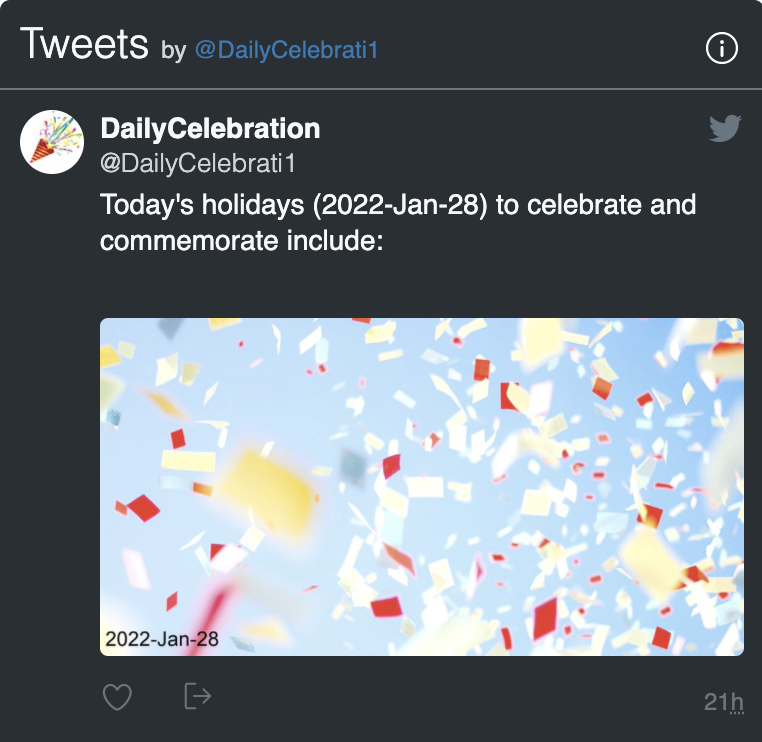 Tweets by @DailyCelebrati1
DailyCelebration
@DailyCelebrati1
Today's holidays (2022-Jan-28) to celebrate and
commemorate include:
2022-Jan-28
21h